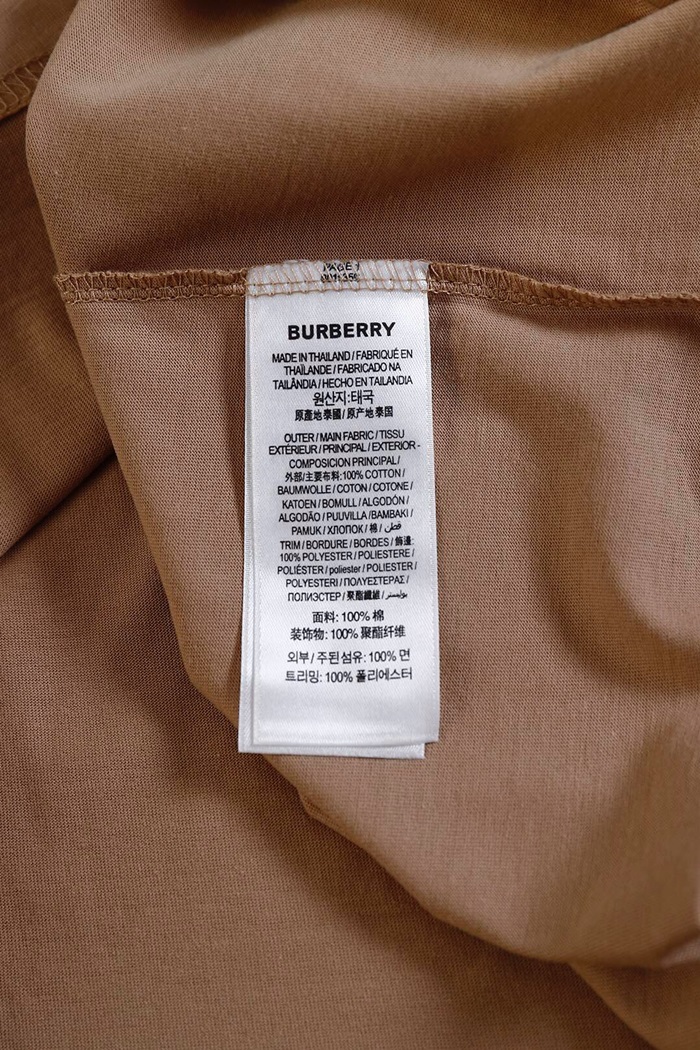 PAGE 1
BURBERRY
MADE IN THAILAND / FABRIQUÉ EN
THAÏLANDE / FABRICADO NA
TAILÂNDIA / HECHO EN TAILANDIA
원산지:태국
原產地 泰國 / 原产地 泰国
OUTER / MAIN FABRIC / TISSU
EXTÉRIEUR / PRINCIPAL / EXTERIOR -
COMPOSICION PRINCIPAL /
外部/主要布料:100% COTTON /
BAUMWOLLE / COTON / COTONE /
KATOEN / BOMULL / ALGODÓN /
ALGODÃO / PUUVILLA /BAMBAKI /
PAMUK / ХЛОПОК / 棉 / قطن /
TRIM / BORDURE / BORDES / 飾邊:
100% POLYESTER / POLIESTERE /
POLIÉSTER / poliester / POLIESTER /
POLYESTERI / ΠΟΛΥΕΣΤΕΡΑΣ /
ПОЛИЭСТЕР / 聚酯纖維 / بوليستر /
面料: 100% 棉
装饰物: 100% 聚酯纤维
외부 / 주된 섬유: 100% 면
트리밍: 100% 폴리에스터